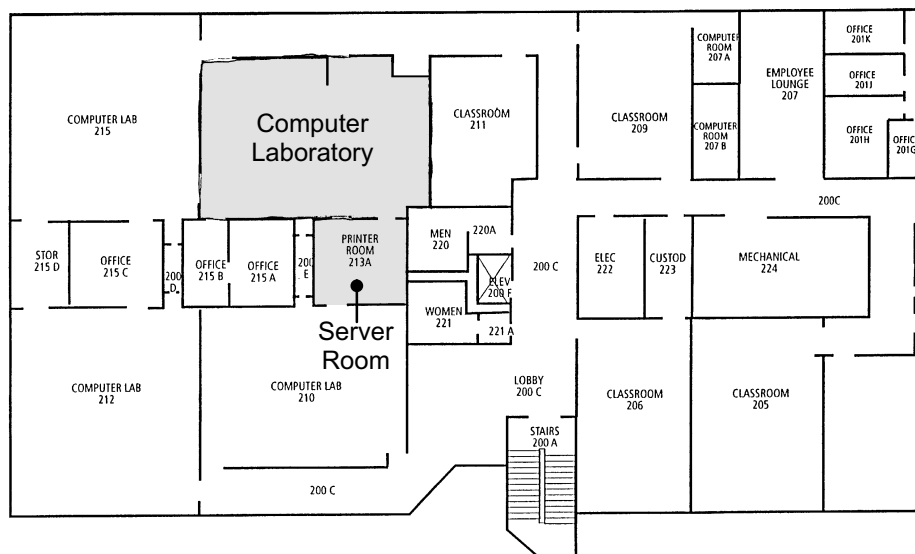 OFFICE
201K
COMPUTER
ROOM
207 A
EMPLOYEE
LOUNGE
207
OFFICE
201J
COMPUTER LAB
215
Computer
Laboratory
CLASSROOM
211
CLASSROOM
209
COMPUTER
ROOM
207 B
OFFICE
201H
OFFIC
201G
200C
STOR
215 D
OFFICE
215 C
200
D
OFFICE
215 B
OFFICE
215 A
200
E
PRINTER
ROOM
213A
MEN
220
220A
ELEV
200 F
200 C
ELEC
222
CUSTOD
223
MECHANICAL
224
Server
Room
WOMEN
221
221 A
COMPUTER LAB
212
COMPUTER LAB
210
LOBBY
200 C
CLASSROOM
206
CLASSROOM
205
STAIRS
200 A
200 C